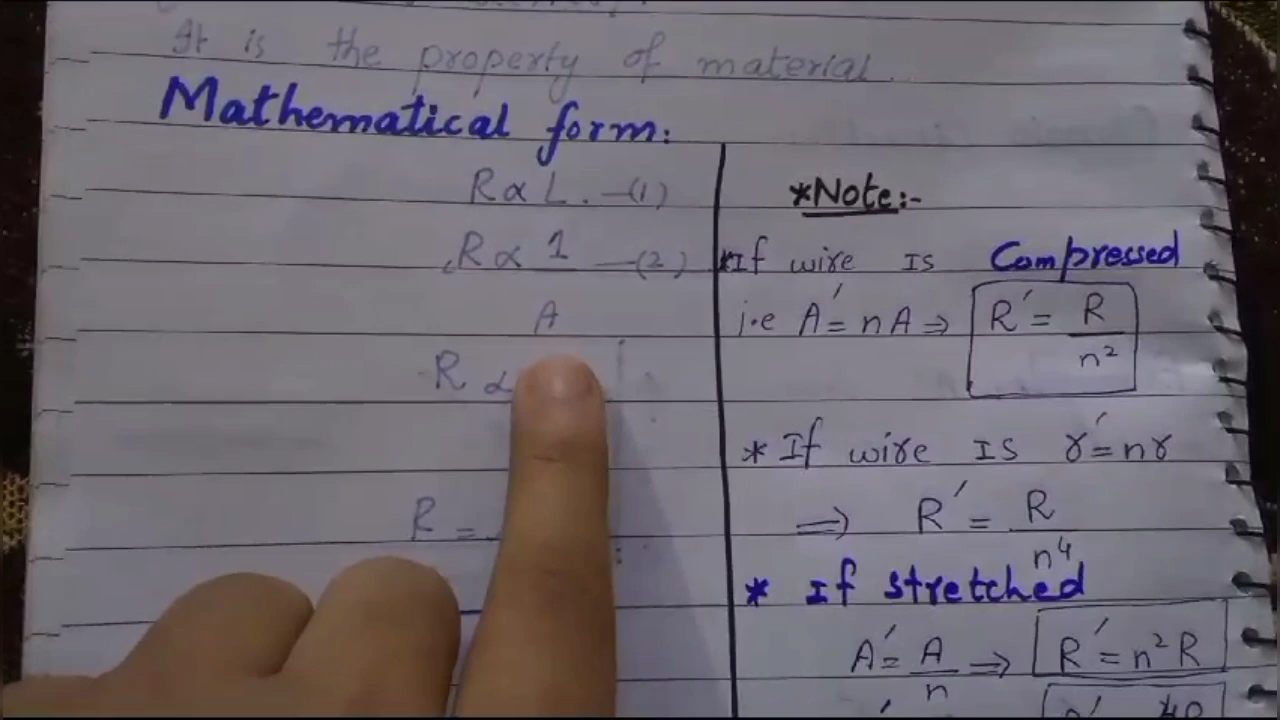 It is the property of material.
Mathematical form:
R ∝ L. —(1)
R ∝ 1 —(2)
A
R ∝
R =
*Note:-
*If wire Is Compressed
i.e A' = nA ⇒ R' = R/n²
* If wire Is r' = nr
⇒ R' = R/n⁴
* If stretched
A' = A/n ⇒ R' = n²R